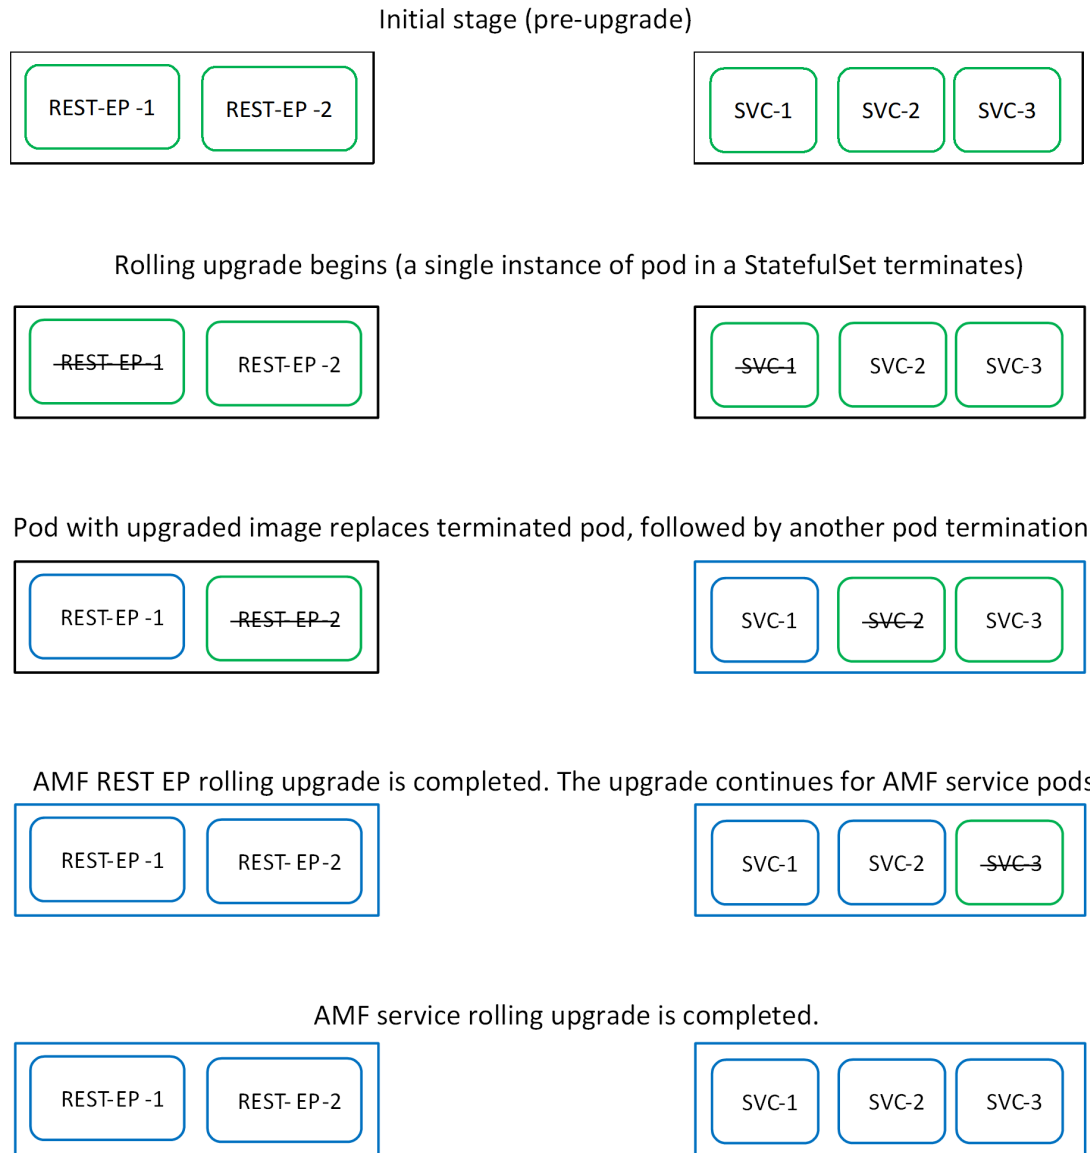 Initial stage (pre-upgrade)
REST-EP -1 REST-EP -2 SVC-1 SVC-2 SVC-3
Rolling upgrade begins (a single instance of pod in a StatefulSet terminates)
REST- EP-1 REST-EP -2 SVC-1 SVC-2 SVC-3
Pod with upgraded image replaces terminated pod, followed by another pod termination
REST-EP -1 REST- EP-2 SVC-1 SVC-2 SVC-3
AMF REST EP rolling upgrade is completed. The upgrade continues for AMF service pods
REST-EP -1 REST- EP-2 SVC-1 SVC-2 SVC-3
AMF service rolling upgrade is completed.
REST-EP -1 REST- EP-2 SVC-1 SVC-2 SVC-3